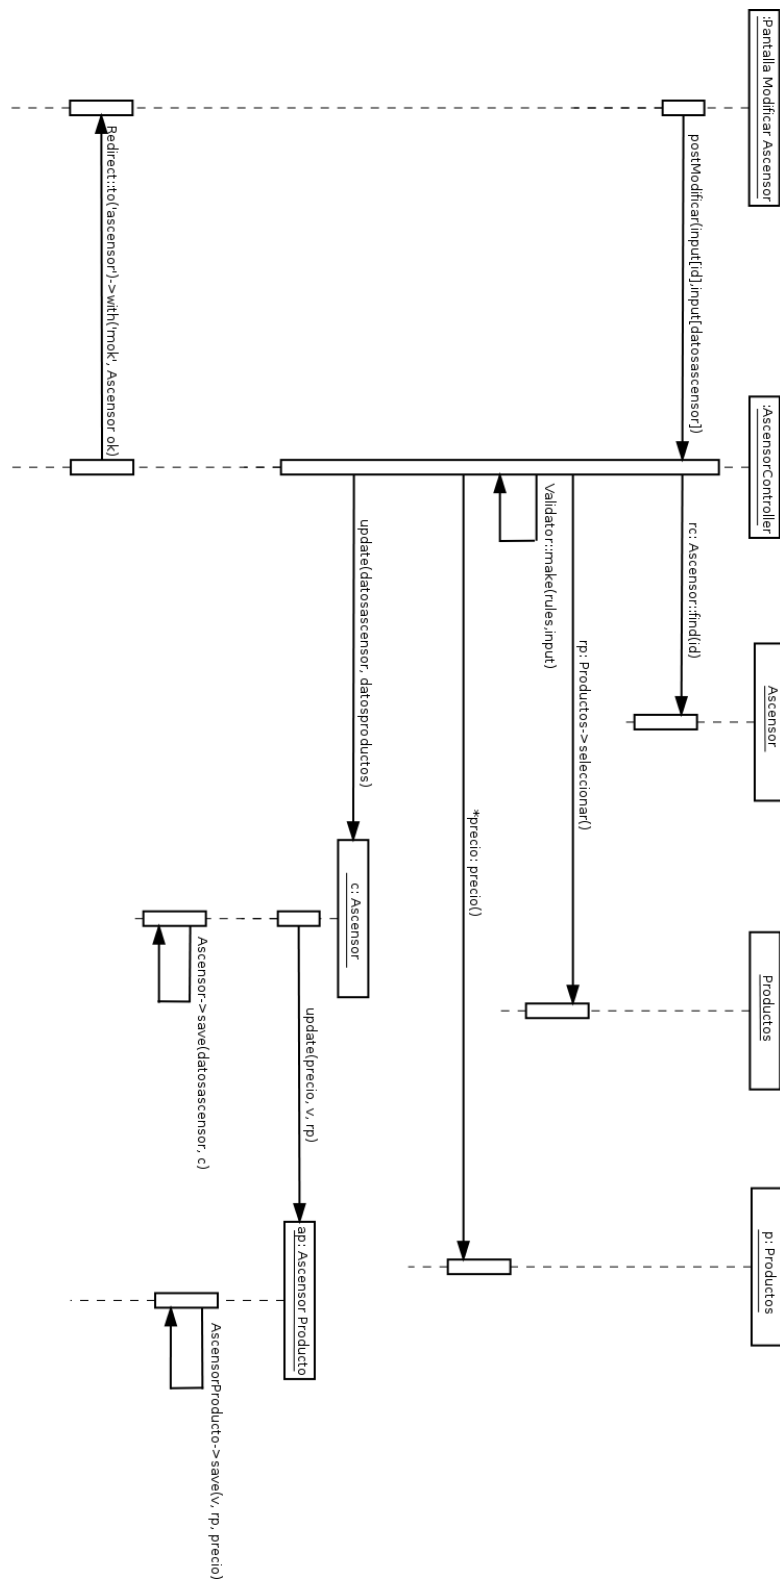 :Pantalla Modificar Ascensor
:AscensorController
Ascensor
Productos
p: Productos
postModificar(input[id],input[datosascensor])
rc: Ascensor::find(id)
rp: Productos->seleccionar()
Validator::make(rules,input)
*precio: precio()
update(datosascensor, datosproductos)
c: Ascensor
update(precio, v, rp)
ap: Ascensor Producto
Ascensor->save(datosascensor, c)
AscensorProducto->save(v, rp, precio)
Redirect::to('ascensor')->with('mok', Ascensor ok)